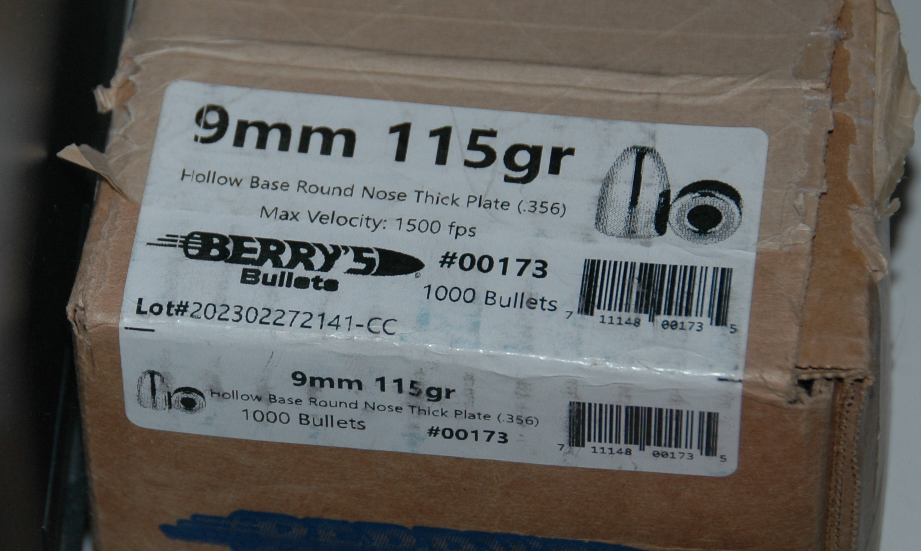 9mm 115gr
Hollow Base Round Nose Thick Plate (.356)
Max Velocity: 1500 fps
BERRY'S
Bullets
#00173
1000 Bullets
7 11148 00173 5
Lot#202302272141-CC
9mm 115gr
Hollow Base Round Nose Thick Plate (.356)
1000 Bullets
#00173
7 11148 00173 5